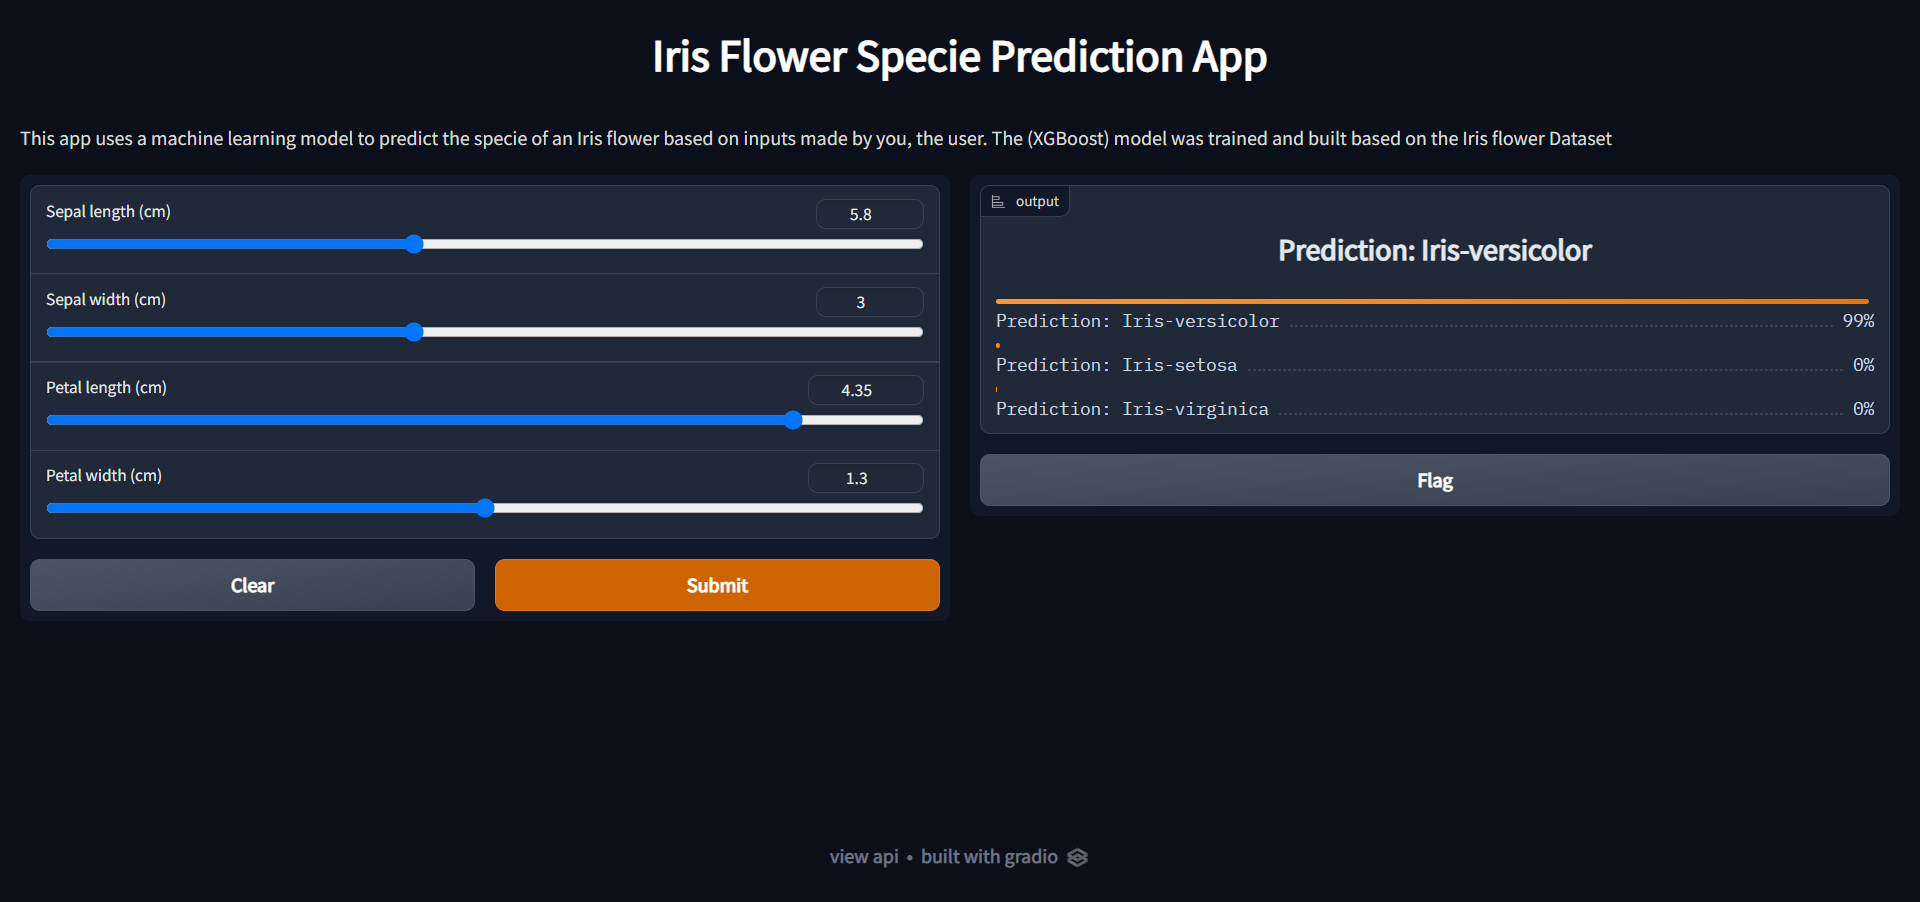 Iris Flower Specie Prediction App
This app uses a machine learning model to predict the specie of an Iris flower based on inputs made by you, the user. The (XGBoost) model was trained and built based on the Iris flower Dataset
Sepal length (cm)
5.8
Sepal width (cm)
3
Petal length (cm)
4.35
Petal width (cm)
1.3
Clear
Submit
output
Prediction: Iris-versicolor
Prediction: Iris-versicolor 99%
Prediction: Iris-setosa 0%
Prediction: Iris-virginica 0%
Flag
view api • built with gradio